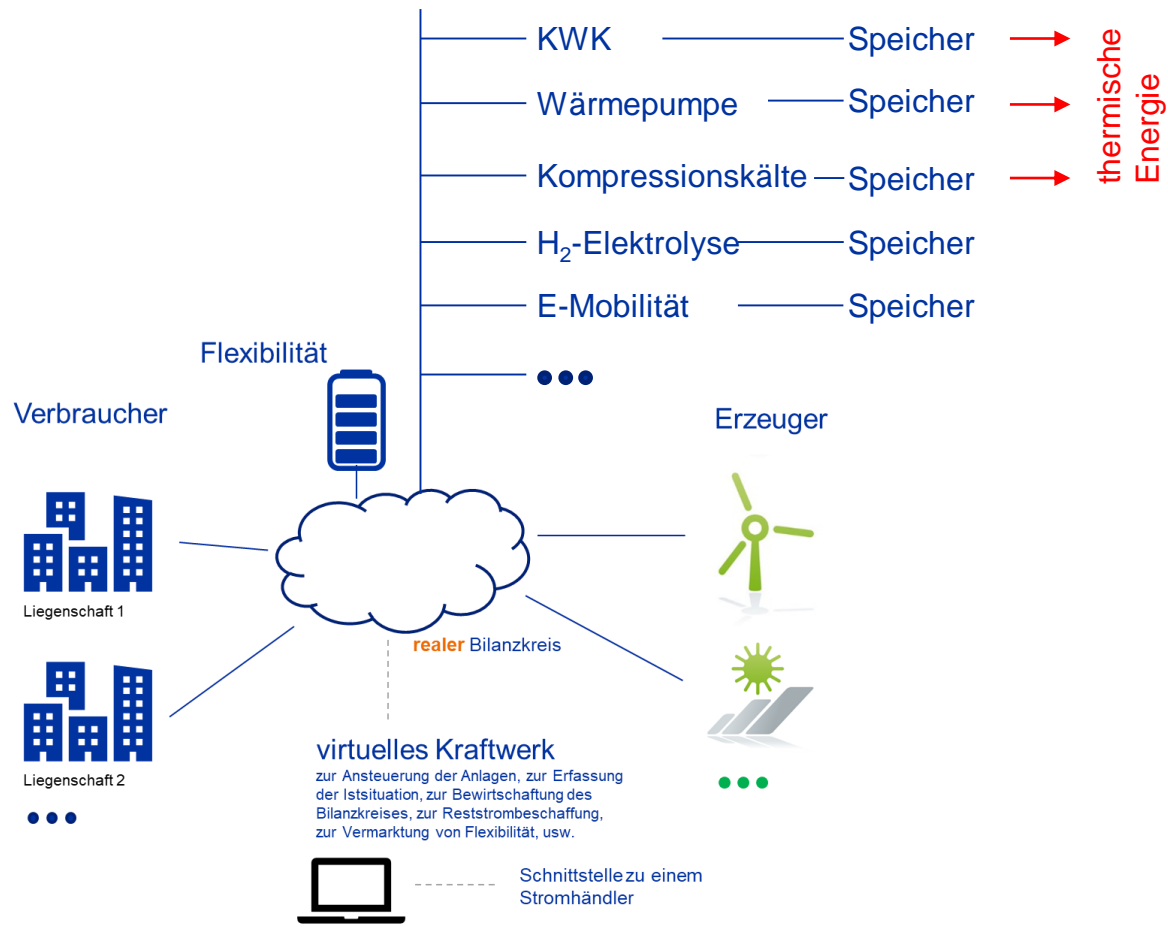 KWK Speicher
Wärmepumpe Speicher
Kompressionskälte Speicher
H₂-Elektrolyse Speicher
E-Mobilität Speicher
thermische
Energie
Flexibilität
Verbraucher
Erzeuger
Liegenschaft 1
realer Bilanzkreis
Liegenschaft 2
virtuelles Kraftwerk
zur Ansteuerung der Anlagen, zur Erfassung
der Istsituation, zur Bewirtschaftung des
Bilanzkreises, zur Reststrombeschaffung,
zur Vermarktung von Flexibilität, usw.
Schnittstelle zu einem
Stromhändler